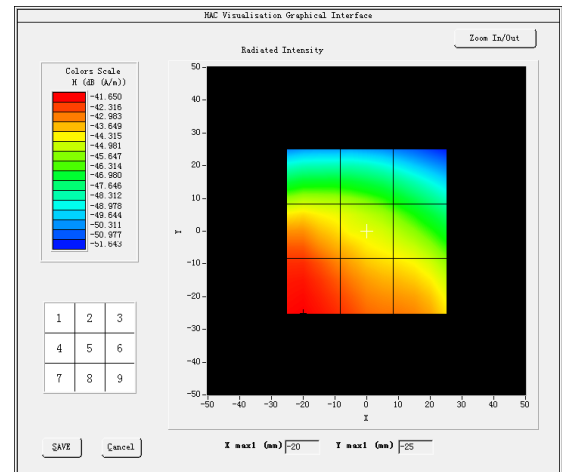 HAC Visualisation Graphical Interface
Zoom In/Out
Radiated Intensity
Colors Scale
H (dB (A/m))
-41.650
-42.316
-42.983
-43.649
-44.315
-44.981
-45.647
-46.314
-46.980
-47.646
-48.312
-48.978
-49.644
-50.311
-50.977
-51.643
50
40
30
20
10
0
-10
-20
-30
-40
-50
Y
-50 -40 -30 -20 -10 0 10 20 30 40 50
X
1 2 3
4 5 6
7 8 9
SAVE Cancel X max1 (mm) -20 Y max1 (mm) -25